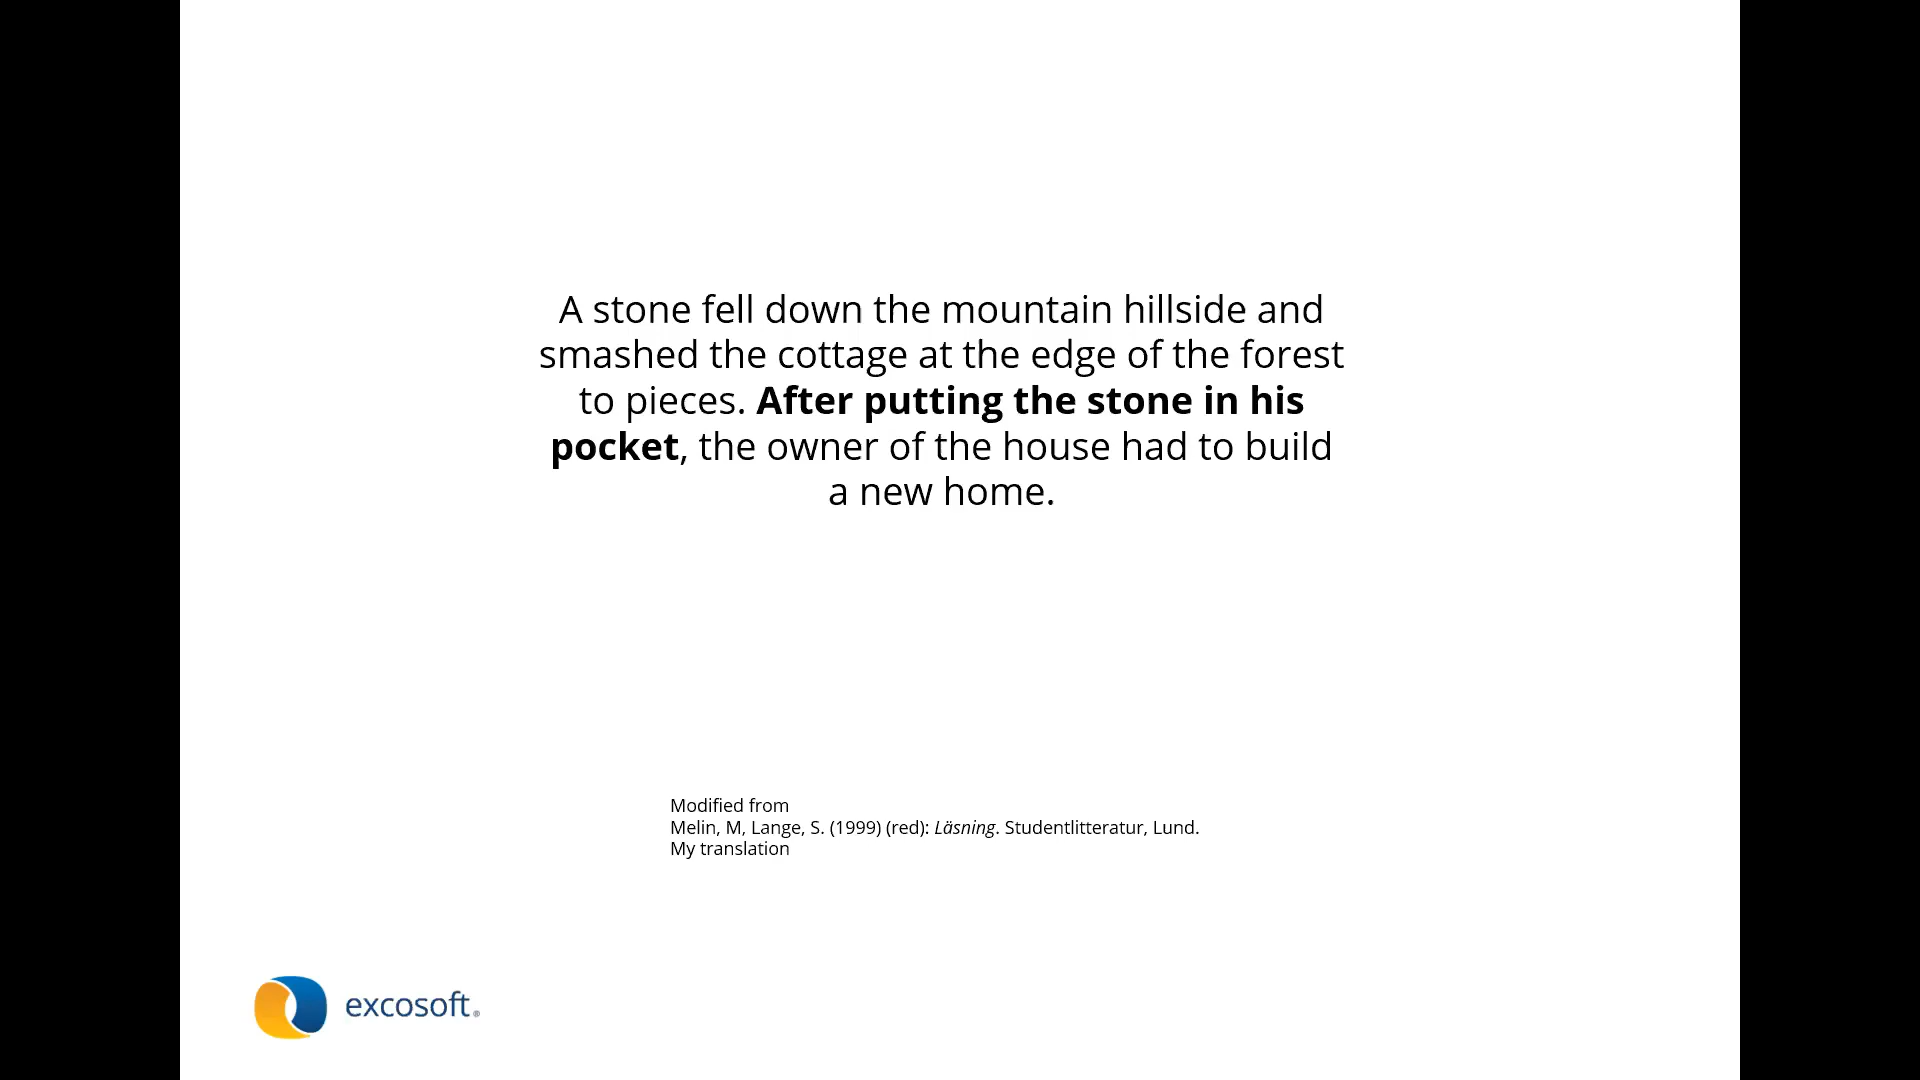 A stone fell down the mountain hillside and
smashed the cottage at the edge of the forest
to pieces. After putting the stone in his
pocket, the owner of the house had to build
a new home.
Modified from
Melin, M, Lange, S. (1999) (red): Läsning. Studentlitteratur, Lund.
My translation
excosoft®